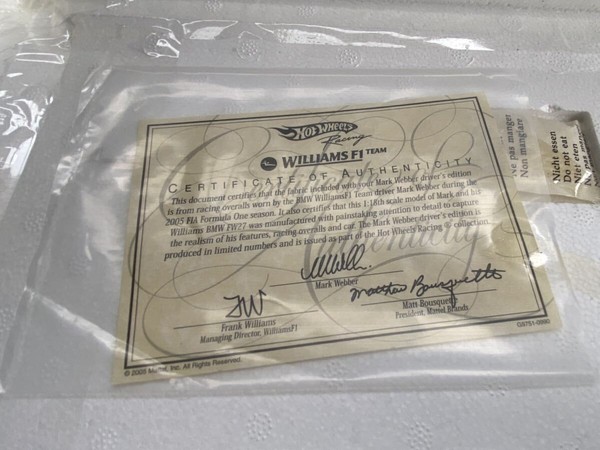 Hot Wheels
Racing
WILLIAMS F1 TEAM
CERTIFICATE OF AUTHENTICITY
This document certifies that the fabric included with your Mark Webber driver's edition
is from racing overalls worn by the BMW WilliamsF1 Team driver Mark Webber during the
2005 FIA Formula One season. It also certifies that this 1:18th scale model of Mark and his
Williams BMW FW27 was manufactured with painstaking attention to detail to capture
the realism of his features, racing overalls and car. The Mark Webber driver's edition is
produced in limited numbers and is issued as part of the Hot Wheels Racing collection.
Mark Webber
FW
Matthew Bousquette
Frank Williams
Managing Director, WilliamsF1
Matt Bousquette
President, Mattel Brands
© 2005 Mattel, Inc. All Rights Reserved.
G9751-0990
Ne pas manger
Non mangiare
Nicht essen
Do not eat
Niet eten